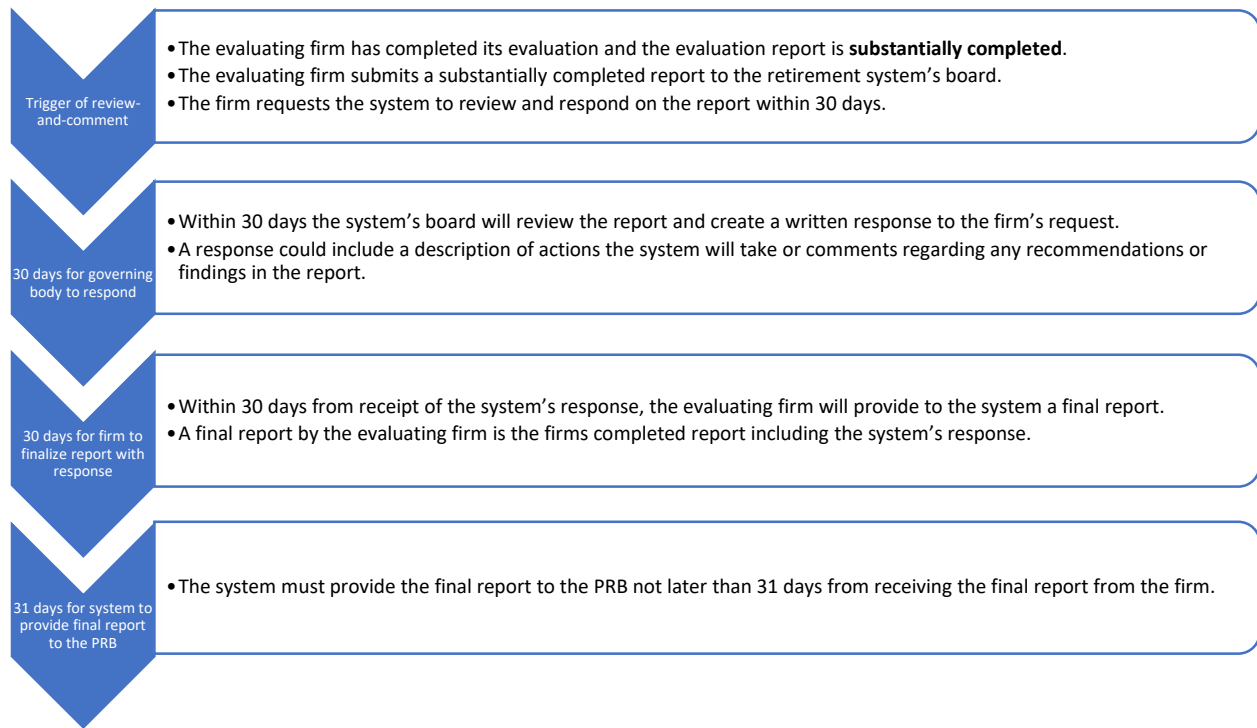 Trigger of review-
and-comment
•The evaluating firm has completed its evaluation and the evaluation report is substantially completed.
•The evaluating firm submits a substantially completed report to the retirement system’s board.
•The firm requests the system to review and respond on the report within 30 days.
30 days for governing
body to respond
•Within 30 days the system’s board will review the report and create a written response to the firm’s request.
•A response could include a description of actions the system will take or comments regarding any recommendations or
findings in the report.
30 days for firm to
finalize report with
response
•Within 30 days from receipt of the system’s response, the evaluating firm will provide to the system a final report.
•A final report by the evaluating firm is the firms completed report including the system’s response.
31 days for system to
provide final report
to the PRB
•The system must provide the final report to the PRB not later than 31 days from receiving the final report from the firm.